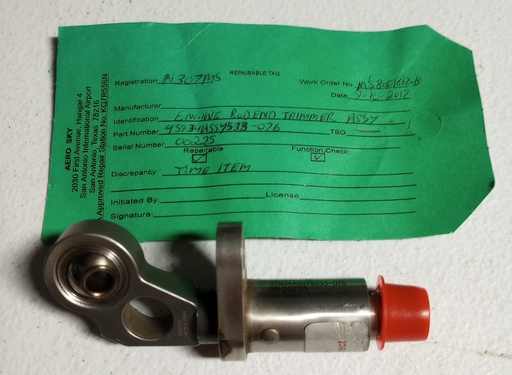 REPAIRABLE TAG
Registration N307MS Work Order No.
Date
Manufacturer
Identification ENGINE ROD END TRIMMER ASSY
Part Number TSO
Serial Number 00225
Repairable Function Check
Discrepancy TIME ITEM
Initiated By License
Signature:
AERO SKY
2030 First Avenue, Hangar 4
San Antonio International Airport
San Antonio, Texas 78216
Approved Repair Station No. KQ7R556N